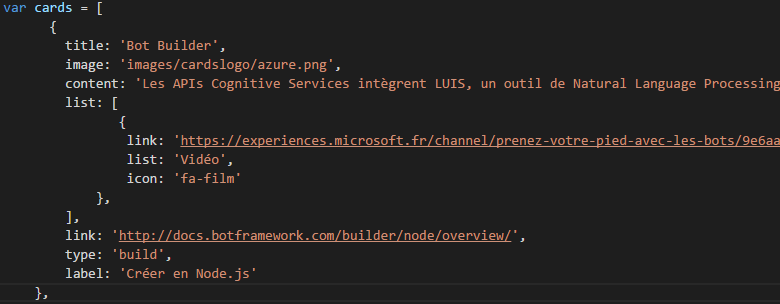 var cards = [
{
title: 'Bot Builder',
image: 'images/cardslogo/azure.png',
content: 'Les APIs Cognitive Services intègrent LUIS, un outil de Natural Language Processing
list: [
{
link: 'https://experiences.microsoft.fr/channel/prenez-votre-pied-avec-les-bots/9e6aa
list: 'Vidéo',
icon: 'fa-film'
},
],
link: 'http://docs.botframework.com/builder/node/overview/',
type: 'build',
label: 'Créer en Node.js'
},